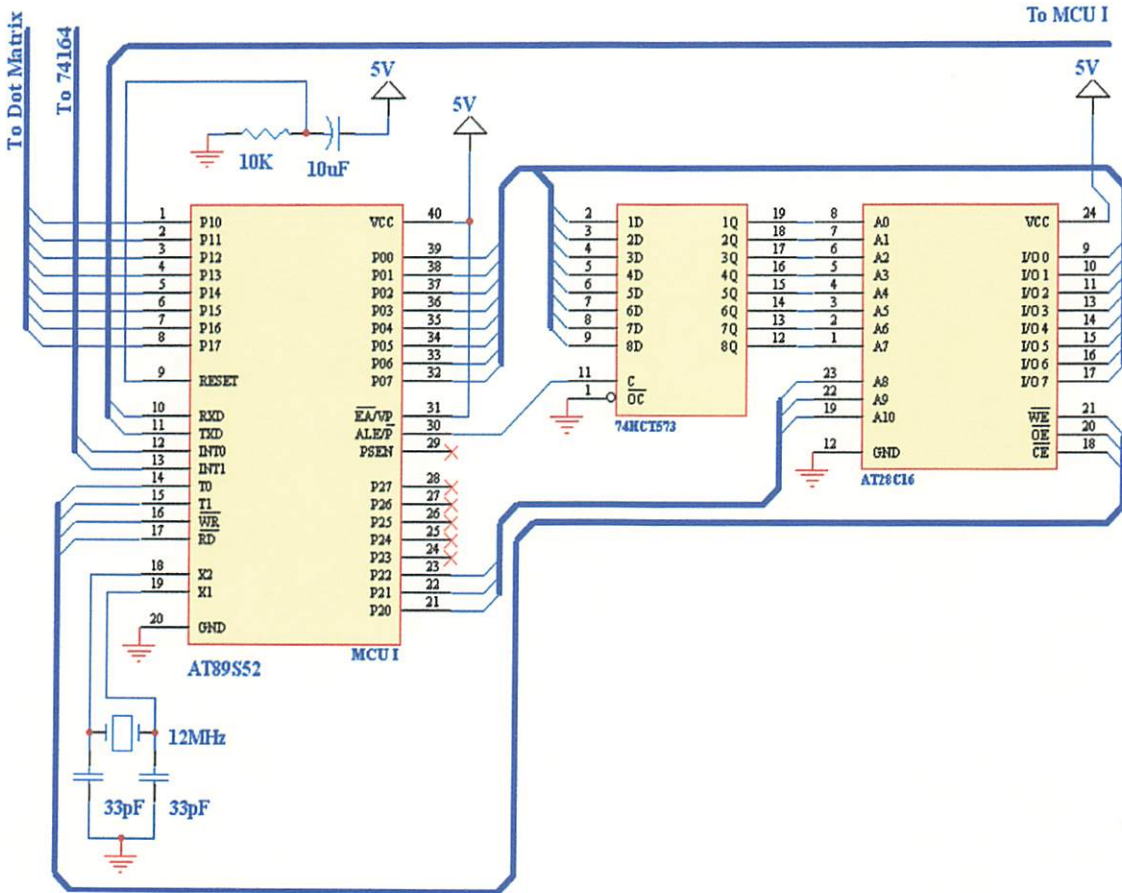 To MCU I
To Dot Matrix
To 74164
5V
5V
5V
10K
10uF
1 P10
2 P11
3 P12
4 P13
5 P14
6 P15
7 P16
8 P17
9 RESET
10 RXD
11 TXD
12 INT0
13 INT1
14 T0
15 T1
16 WR
17 RD
18 X2
19 X1
20 GND
VCC 40
P00 39
P01 38
P02 37
P03 36
P04 35
P05 34
P06 33
P07 32
EA/VP 31
ALE/P 30
PSEN 29
P27 28
P26 27
P25 26
P24 25
P23 24
P22 23
P21 22
P20 21
AT89S52
MCU I
2 1D
3 2D
4 3D
5 4D
6 5D
7 6D
8 7D
9 8D
11 C
1 OC
1Q 19
2Q 18
3Q 17
4Q 16
5Q 15
6Q 14
7Q 13
8Q 12
74HCT573
8 A0
7 A1
6 A2
5 A3
4 A4
3 A5
2 A6
1 A7
23 A8
22 A9
19 A10
12 GND
VCC 24
I/O 0 9
I/O 1 10
I/O 2 11
I/O 3 13
I/O 4 14
I/O 5 15
I/O 6 16
I/O 7 17
WE 21
OE 20
CE 18
AT28C16
12MHz
33pF
33pF